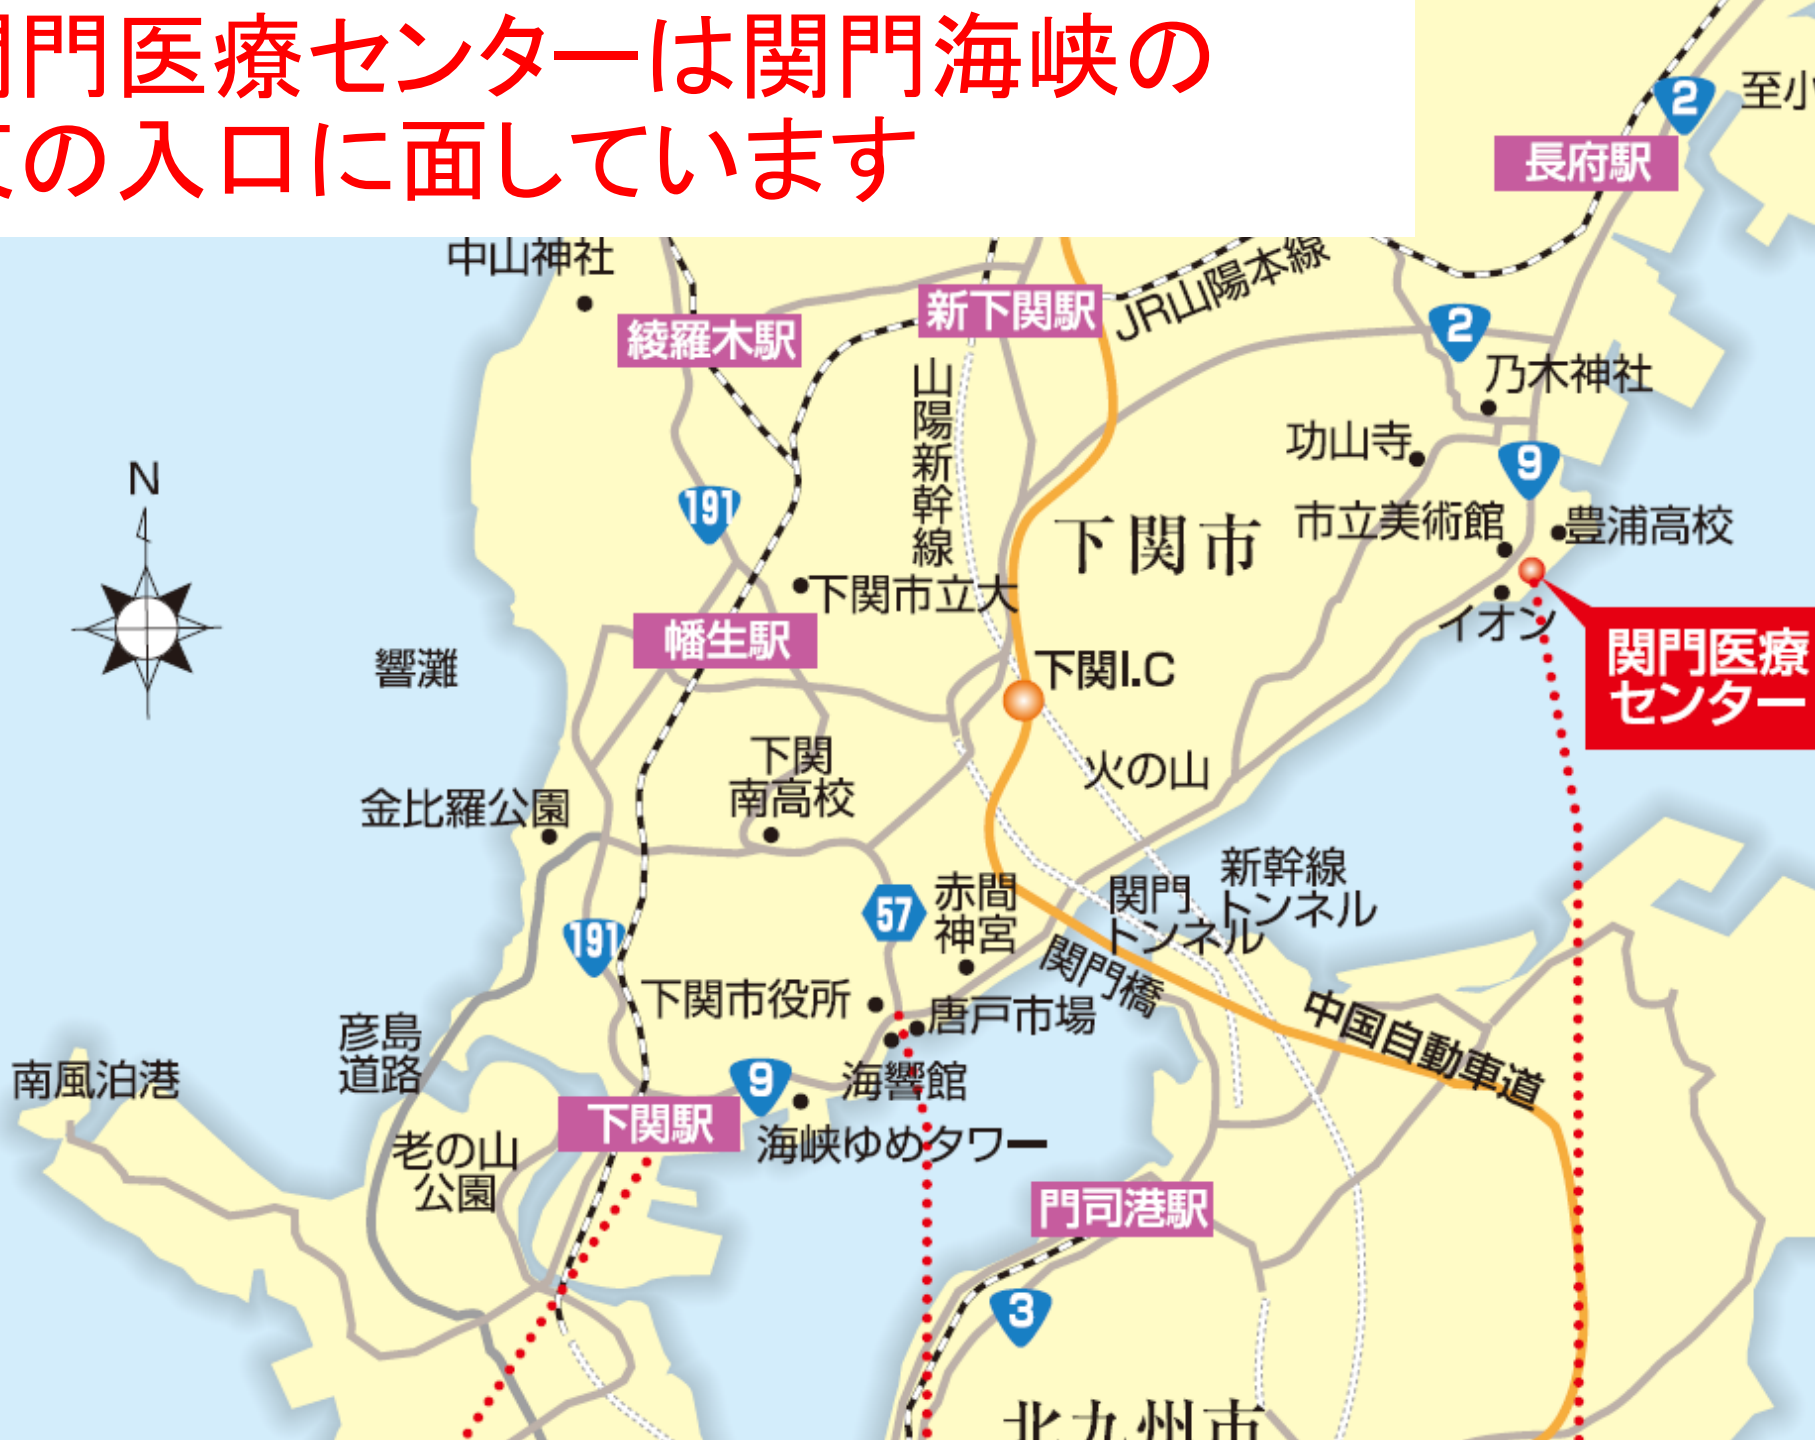 門医療センターは関門海峡の
の入口に面しています
2
至小
長府駅
中山神社
新下関駅
JR山陽本線
綾羅木駅
2
山陽新幹線
乃木神社
功山寺
9
N
191
下関市
市立美術館
豊浦高校
下関市立大
イオン
幡生駅
関門医療
センター
響灘
下関I.C
下関
南高校
火の山
金比羅公園
新幹線
トンネル
関門
トンネル
57
赤間
神宮
191
関門橋
下関市役所
唐戸市場
中国自動車道
彦島
道路
南風泊港
9
海響館
下関駅
海峡ゆめタワー
老の山
公園
門司港駅
3
北九州市